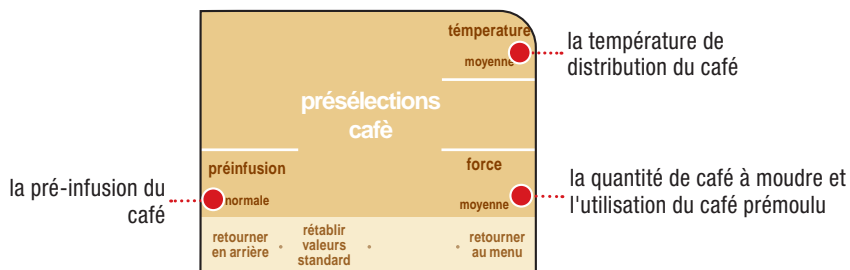 témperature
moyenne
la température de
distribution du café
présélections
cafè
préinfusion
normale
la pré-infusion du
café
force
moyenne
la quantité de café à moudre et
l'utilisation du café prémoulu
retourner
en arrière
rétablir
valeurs
standard
retourner
au menu